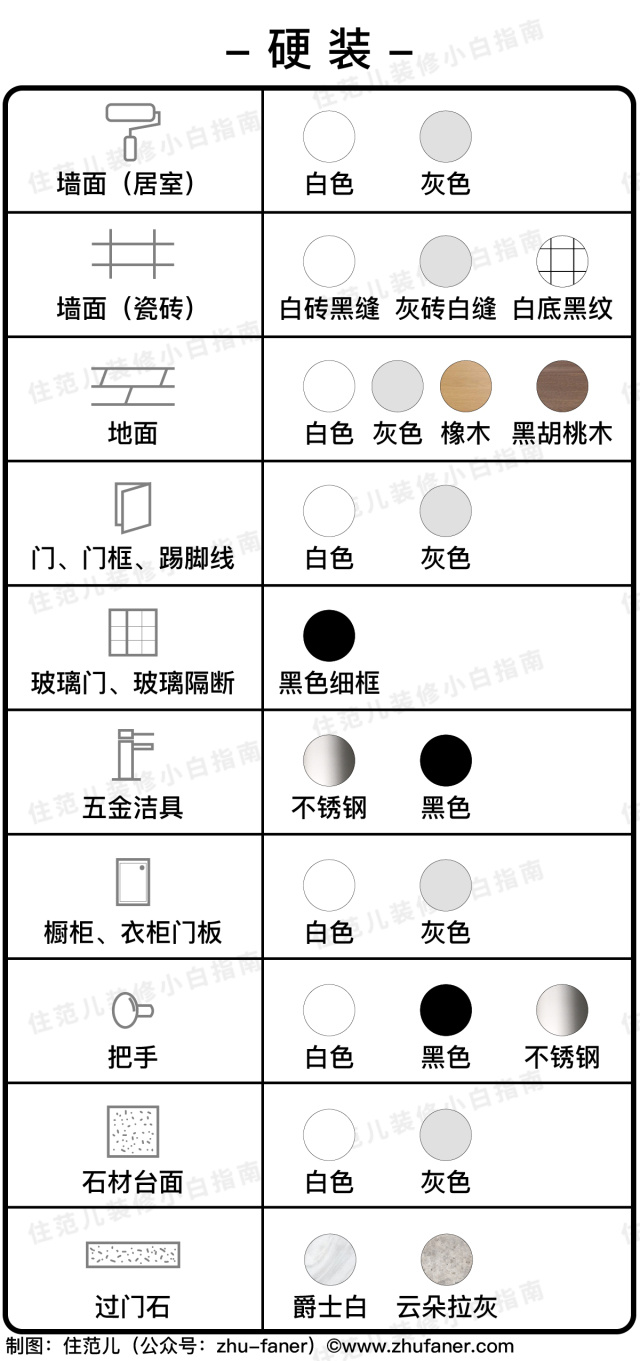 – 硬装 –
墙面（居室）
白色 灰色
墙面（瓷砖）
白砖黑缝 灰砖白缝 白底黑纹
地面
白色 灰色 橡木 黑胡桃木
门、门框、踢脚线
白色 灰色
玻璃门、玻璃隔断
黑色细框
五金洁具
不锈钢 黑色
橱柜、衣柜门板
白色 灰色
把手
白色 黑色 不锈钢
石材台面
白色 灰色
过门石
爵士白 云朵拉灰
制图：住范儿（公众号：zhu-faner）©www.zhufaner.com
住范儿装修小白指南